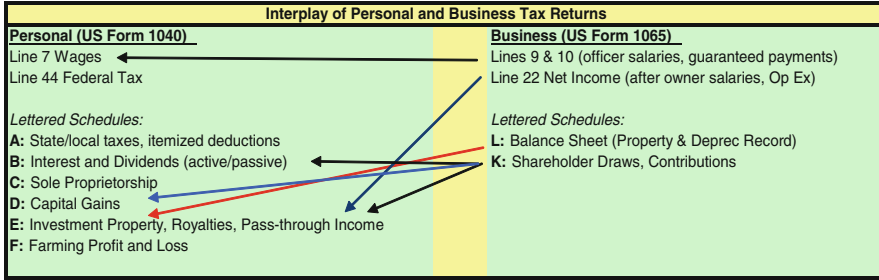 Interplay of Personal and Business Tax Returns
Personal (US Form 1040)
Line 7 Wages
Line 44 Federal Tax
Lettered Schedules:
A: State/local taxes, itemized deductions
B: Interest and Dividends (active/passive)
C: Sole Proprietorship
D: Capital Gains
E: Investment Property, Royalties, Pass-through Income
F: Farming Profit and Loss
Business (US Form 1065)
Lines 9 & 10 (officer salaries, guaranteed payments)
Line 22 Net Income (after owner salaries, Op Ex)
Lettered Schedules:
L: Balance Sheet (Property & Deprec Record)
K: Shareholder Draws, Contributions